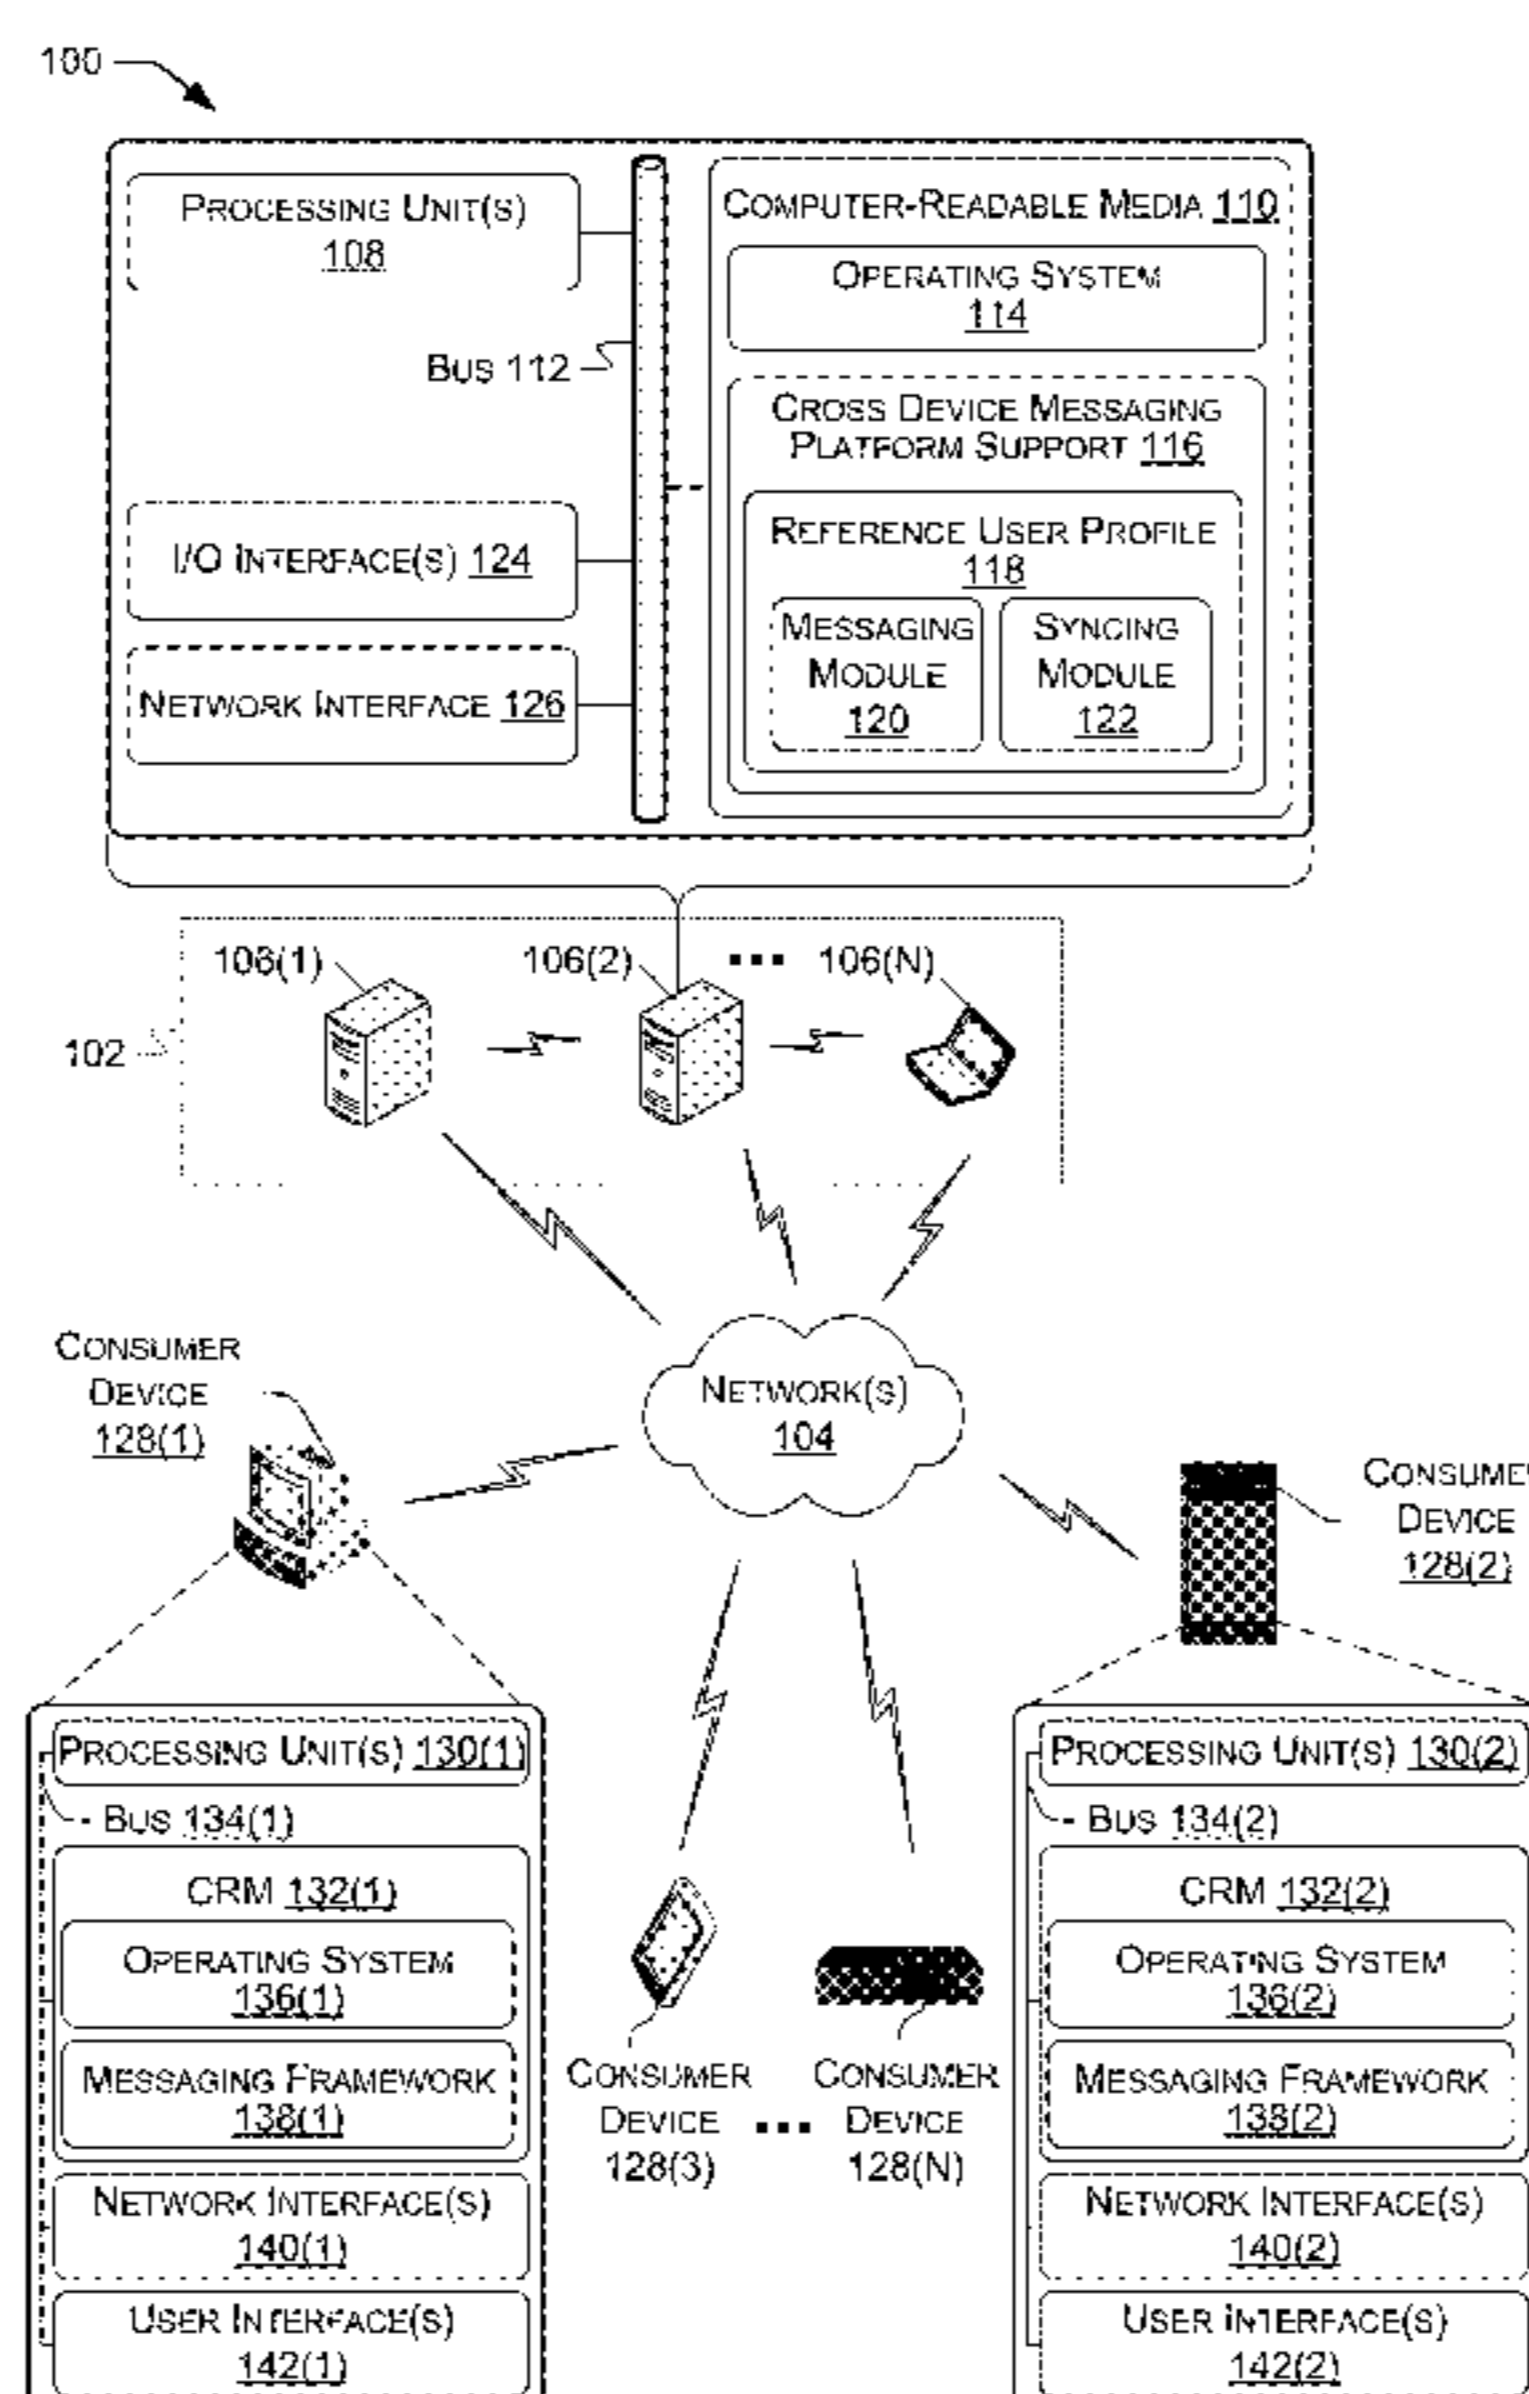 100
PROCESSING UNIT(S)
108
BUS 112
I/O INTERFACE(S) 124
NETWORK INTERFACE 126
COMPUTER-READABLE MEDIA 110
OPERATING SYSTEM
114
CROSS DEVICE MESSAGING
PLATFORM SUPPORT 116
REFERENCE USER PROFILE
118
MESSAGING
MODULE
120
SYNCING
MODULE
122
106(1)
106(2)
... 106(N)
102
NETWORK(S)
104
CONSUMER
DEVICE
128(1)
CONSUMER
DEVICE
128(2)
PROCESSING UNIT(S) 130(1)
BUS 134(1)
CRM 132(1)
OPERATING SYSTEM
136(1)
MESSAGING FRAMEWORK
138(1)
NETWORK INTERFACE(S)
140(1)
USER INTERFACE(S)
142(1)
CONSUMER
DEVICE
128(3)
...
CONSUMER
DEVICE
128(N)
PROCESSING UNIT(S) 130(2)
BUS 134(2)
CRM 132(2)
OPERATING SYSTEM
136(2)
MESSAGING FRAMEWORK
138(2)
NETWORK INTERFACE(S)
140(2)
USER INTERFACE(S)
142(2)